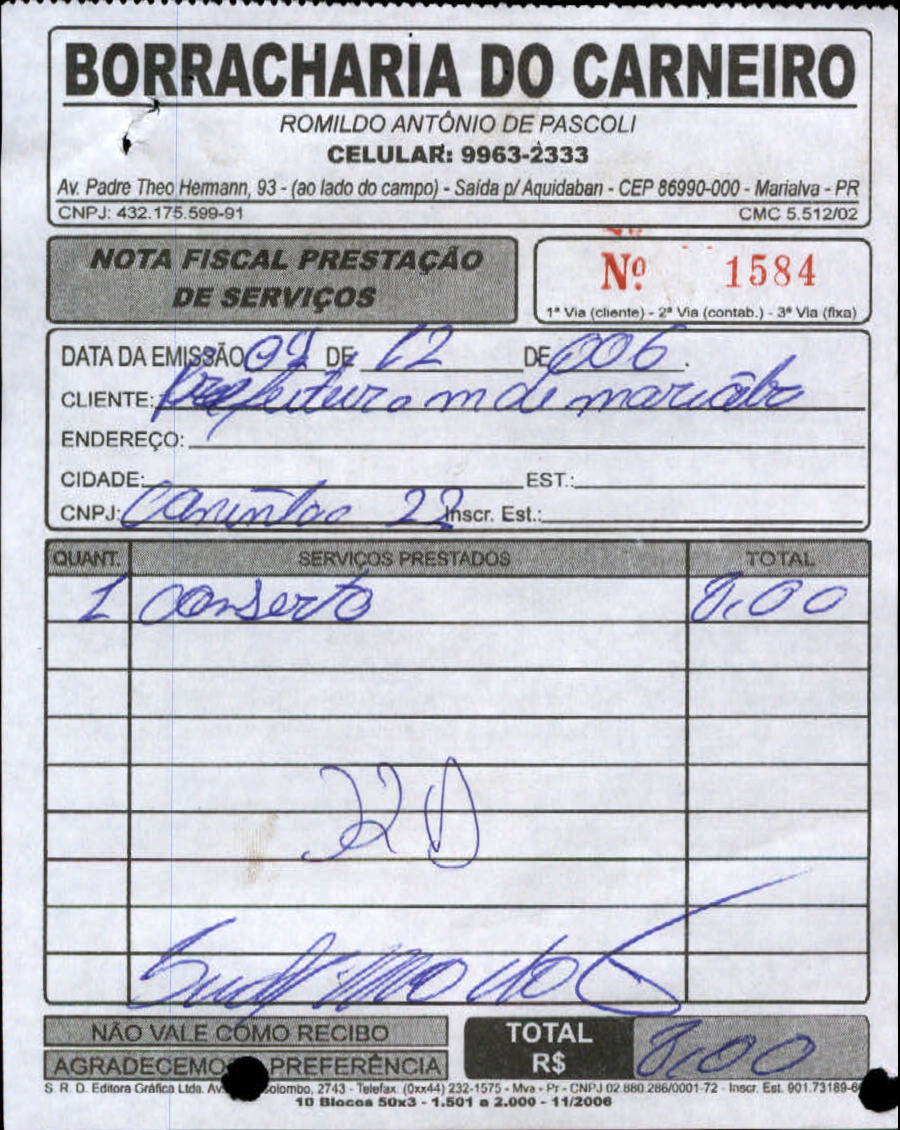 BORRACHARIA DO CARNEIRO
ROMILDO ANTÔNIO DE PASCOLI
CELULAR: 9963-2333
Av. Padre Theo Hermann, 93 - (ao lado do campo) - Saída p/ Aquidaban - CEP 86990-000 - Marialva - PR
CNPJ: 432.175.599-91 CMC 5.512/02
NOTA FISCAL PRESTAÇÃO
DE SERVIÇOS
Nº 1584
1ª Via (cliente) - 2ª Via (contab.) - 3ª Via (fixa)
DATA DA EMISSÃO DE 12 DE 006.
CLIENTE: m de
ENDEREÇO:
CIDADE: EST.:
CNPJ: 22 Inscr. Est.:
QUANT. SERVIÇOS PRESTADOS TOTAL
1 conserto 8,00
NÃO VALE COMO RECIBO
AGRADECEMOS PREFERÊNCIA
TOTAL
R$ 8,00
S. R. D. Editora Gráfica Ltda. Av. olombo, 2743 - Telefax. (0xx44) 232-1575 - Mva - Pr - CNPJ 02.880.286/0001-72 - Inscr. Est. 901.73189-6
10 Blocos 50x3 - 1.501 a 2.000 - 11/2006